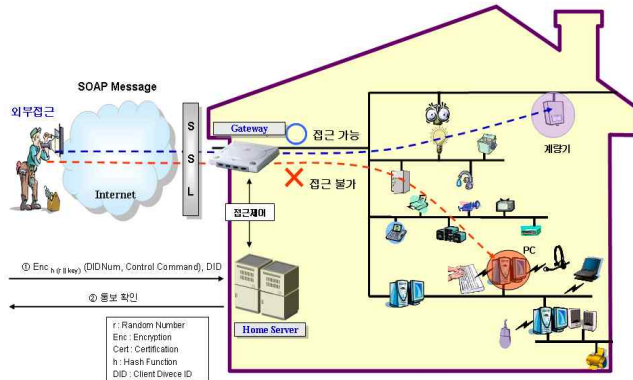 SOAP Message
외부접근
Internet
S
S
L
Gateway
접근 가능
접근 불가
접근제어
Home Server
계량기
PC
① Enc h (r ll key) (DIDNum, Control Command), DID
② 통보 확인
r : Random Number
Enc : Encryption
Cert : Certification
h : Hash Function
DID : Client Divece ID